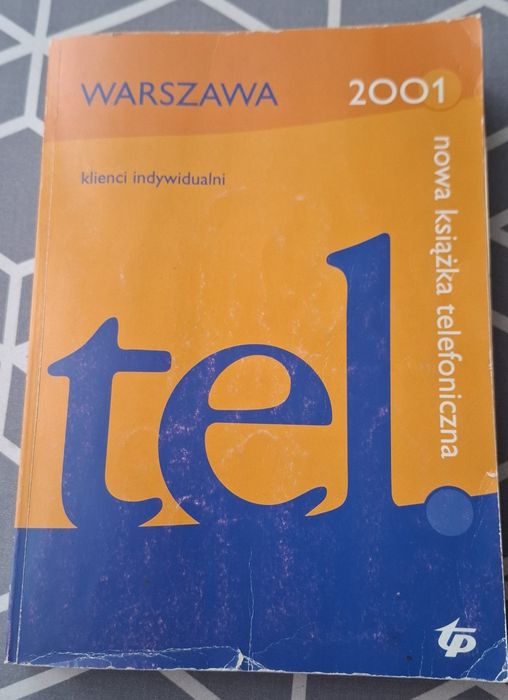 WARSZAWA 2001
klienci indywidualni
nowa książka telefoniczna
tel.
tp